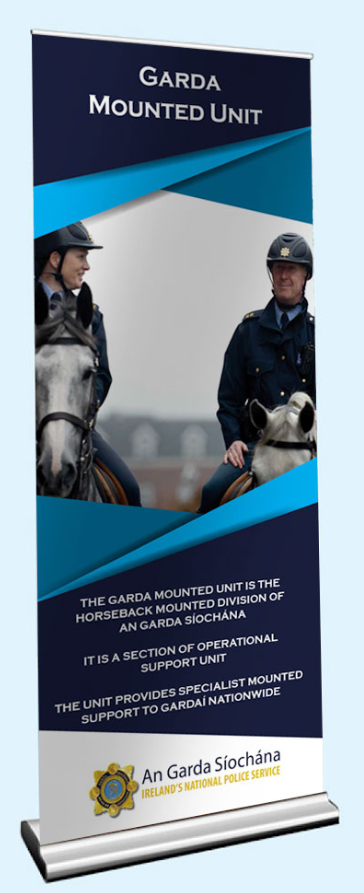 GARDA
MOUNTED UNIT
THE GARDA MOUNTED UNIT IS THE
HORSEBACK MOUNTED DIVISION OF
AN GARDA SÍOCHÁNA
IT IS A SECTION OF OPERATIONAL
SUPPORT UNIT
THE UNIT PROVIDES SPECIALIST MOUNTED
SUPPORT TO GARDAÍ NATIONWIDE
An Garda Síochána
IRELAND'S NATIONAL POLICE SERVICE